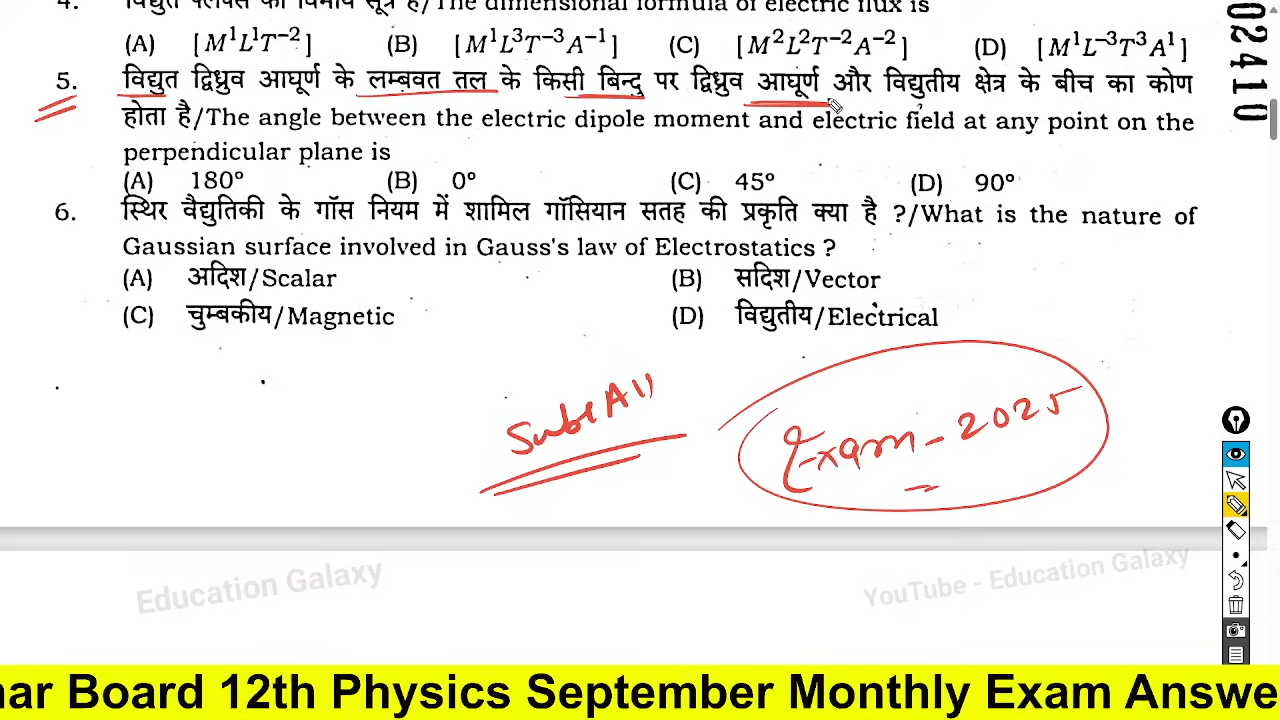 4. विद्युत फ्लक्स का विमीय सूत्र है/The dimensional formula of electric flux is
(A) [M¹L¹T⁻²] (B) [M¹L³T⁻³A⁻¹] (C) [M²L²T⁻²A⁻²] (D) [M¹L⁻³T³A¹]
5. विद्युत द्विध्रुव आघूर्ण के लम्बवत तल के किसी बिन्दु पर द्विध्रुव आघूर्ण और विद्युतीय क्षेत्र के बीच का कोण
होता है/The angle between the electric dipole moment and electric field at any point on the
perpendicular plane is
(A) 180° (B) 0° (C) 45° (D) 90°
6. स्थिर वैद्युतिकी के गॉस नियम में शामिल गॉसियान सतह की प्रकृति क्या है ?/What is the nature of
Gaussian surface involved in Gauss's law of Electrostatics ?
(A) अदिश/Scalar (B) सदिश/Vector
(C) चुम्बकीय/Magnetic (D) विद्युतीय/Electrical
Exam - 2025
Education Galaxy
YouTube - Education Galaxy
nar Board 12th Physics September Monthly Exam Answe
02410